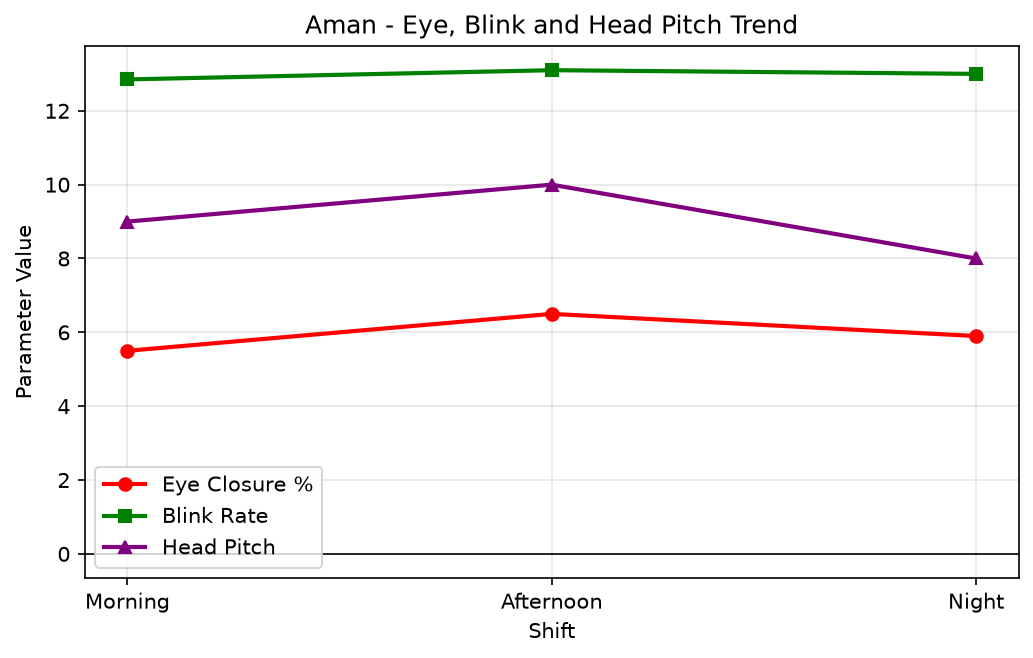 Aman - Eye, Blink and Head Pitch Trend
Parameter Value
12
10
8
6
4
2
0
Eye Closure %
Blink Rate
Head Pitch
Morning
Afternoon
Night
Shift